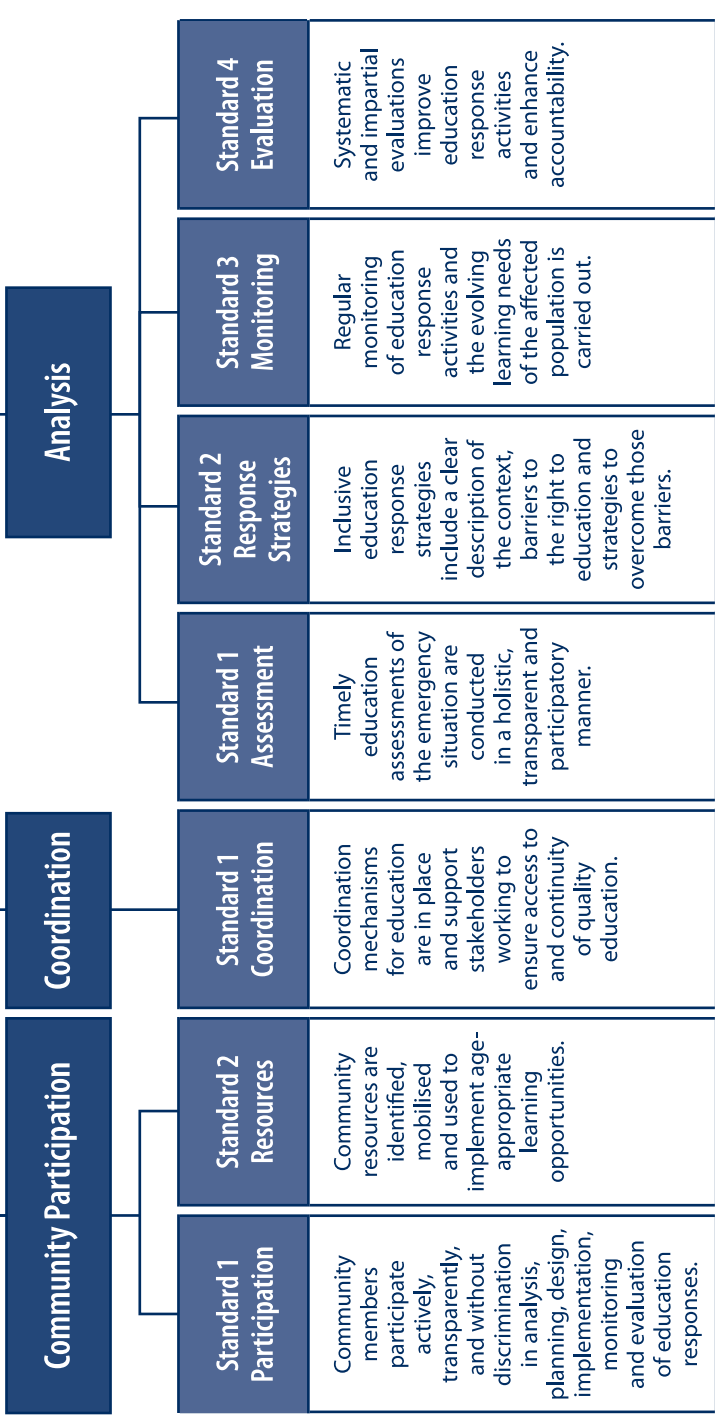 Community Participation
Standard 1
Participation
Community
members
participate
actively,
transparently,
and without
discrimination
in analysis,
planning, design,
implementation,
monitoring
and evaluation
of education
responses.
Standard 2
Resources
Community
resources are
identified,
mobilised
and used to
implement age-
appropriate
learning
opportunities.
Coordination
Standard 1
Coordination
Coordination
mechanisms
for education
are in place
and support
stakeholders
working to
ensure access to
and continuity
of quality
education.
Analysis
Standard 1
Assessment
Timely
education
assessments of
the emergency
situation are
conducted
in a holistic,
transparent and
participatory
manner.
Standard 2
Response
Strategies
Inclusive
education
response
strategies
include a clear
description of
the context,
barriers to
the right to
education and
strategies to
overcome those
barriers.
Standard 3
Monitoring
Regular
monitoring
of education
response
activities and
the evolving
learning needs
of the affected
population is
carried out.
Standard 4
Evaluation
Systematic
and impartial
evaluations
improve
education
response
activities
and enhance
accountability.